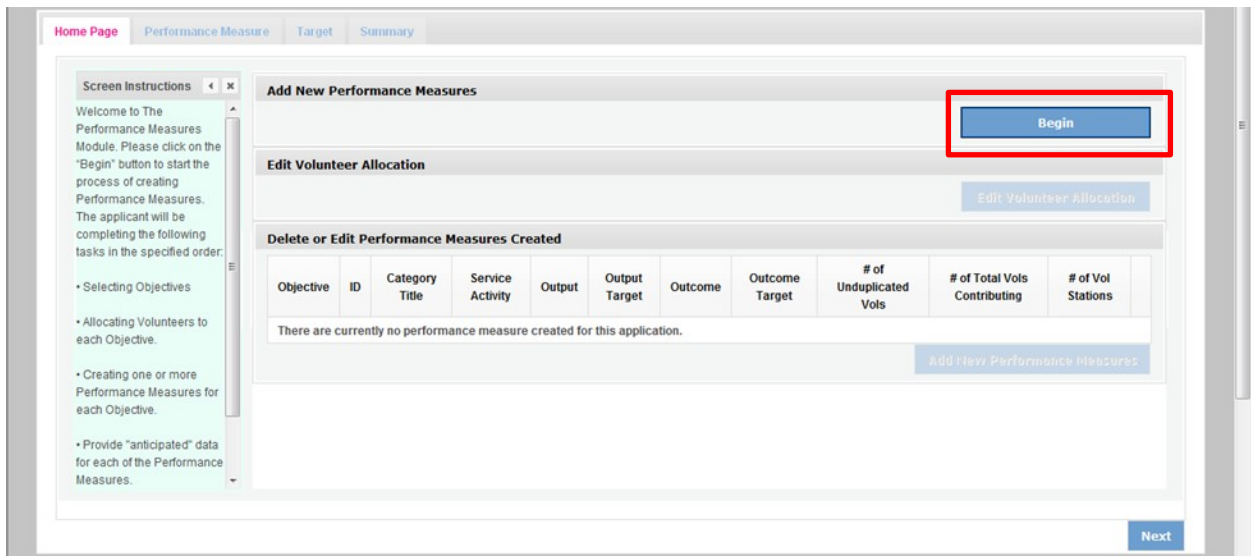 Home Page Performance Measure Target Summary
Screen Instructions
Welcome to The
Performance Measures
Module. Please click on the
"Begin" button to start the
process of creating
Performance Measures.
The applicant will be
completing the following
tasks in the specified order:
• Selecting Objectives
• Allocating Volunteers to
each Objective.
• Creating one or more
Performance Measures for
each Objective.
• Provide "anticipated" data
for each of the Performance
Measures.
Add New Performance Measures
Begin
Edit Volunteer Allocation
Edit Volunteer Allocation
Delete or Edit Performance Measures Created
Objective ID Category Title Service Activity Output Output Target Outcome Outcome Target # of Unduplicated Vols # of Total Vols Contributing # of Vol Stations
There are currently no performance measure created for this application.
Add New Performance Measures
Next